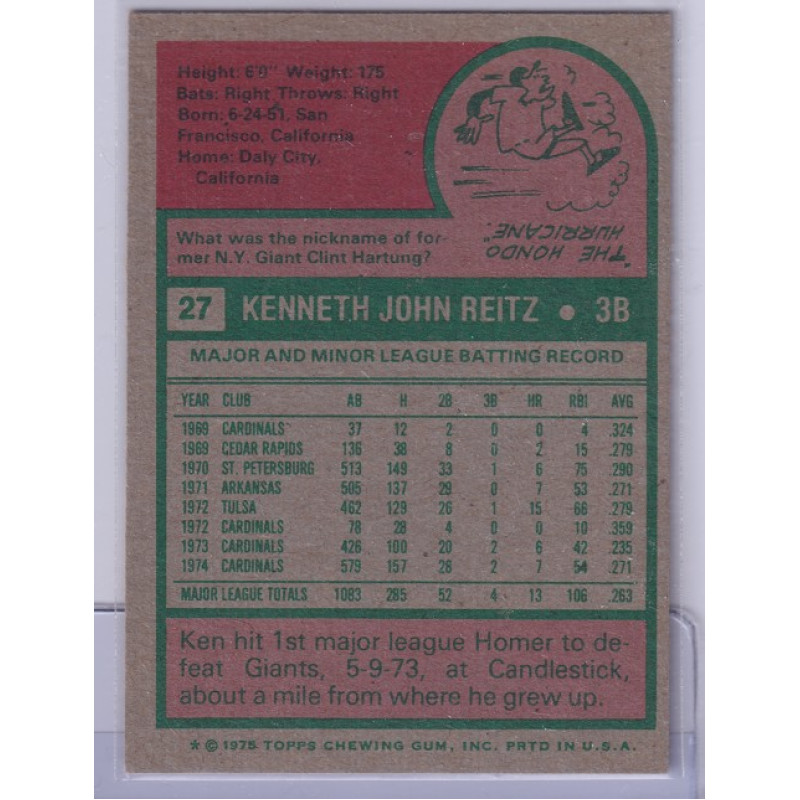 Height: 6'0" Weight: 175
Bats: Right Throws: Right
Born: 6-24-51, San
Francisco, California
Home: Daly City,
California
What was the nickname of for-
mer N.Y. Giant Clint Hartung?
"THE HONDO
HURRICANE."
27 KENNETH JOHN REITZ • 3B
MAJOR AND MINOR LEAGUE BATTING RECORD
YEAR CLUB AB H 2B 3B HR RBI AVG
1969 CARDINALS 37 12 2 0 0 4 .324
1969 CEDAR RAPIDS 136 38 8 0 2 15 .279
1970 ST. PETERSBURG 513 149 33 1 6 75 .290
1971 ARKANSAS 505 137 29 0 7 53 .271
1972 TULSA 462 129 26 1 15 66 .279
1972 CARDINALS 78 28 4 0 0 10 .359
1973 CARDINALS 426 100 20 2 6 42 .235
1974 CARDINALS 579 157 28 2 7 54 .271
MAJOR LEAGUE TOTALS 1083 285 52 4 13 106 .263
Ken hit 1st major league Homer to de-
feat Giants, 5-9-73, at Candlestick,
about a mile from where he grew up.
* © 1975 TOPPS CHEWING GUM, INC. PRTD IN U.S.A.